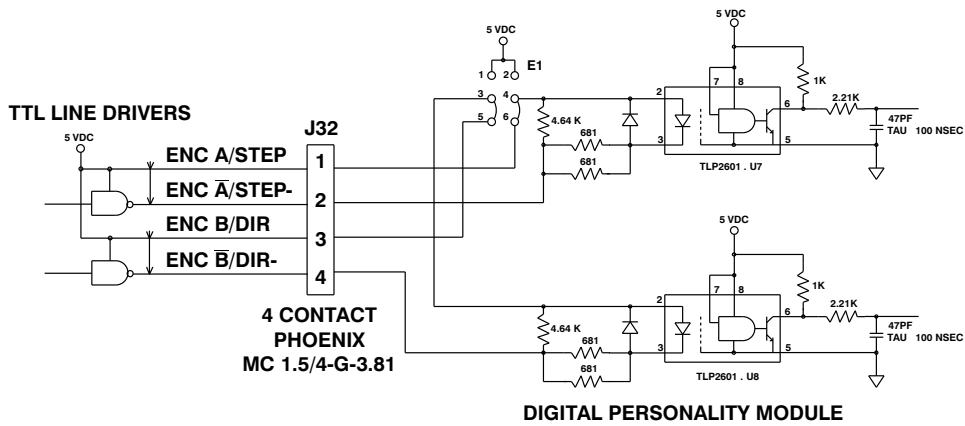 5 VDC
E1
1 2
3 4
5 6
5 VDC
7 8
2
3
6
5
1K
2.21K
47PF
TAU 100 NSEC
4.64 K
681
681
TLP2601 . U7
TTL LINE DRIVERS
5 VDC
J32
ENC A/STEP
1
ENC A̅/STEP-
2
ENC B/DIR
3
ENC B̅/DIR-
4
4 CONTACT
PHOENIX
MC 1.5/4-G-3.81
5 VDC
7 8
2
3
6
5
1K
2.21K
47PF
TAU 100 NSEC
4.64 K
681
681
TLP2601 . U8
DIGITAL PERSONALITY MODULE